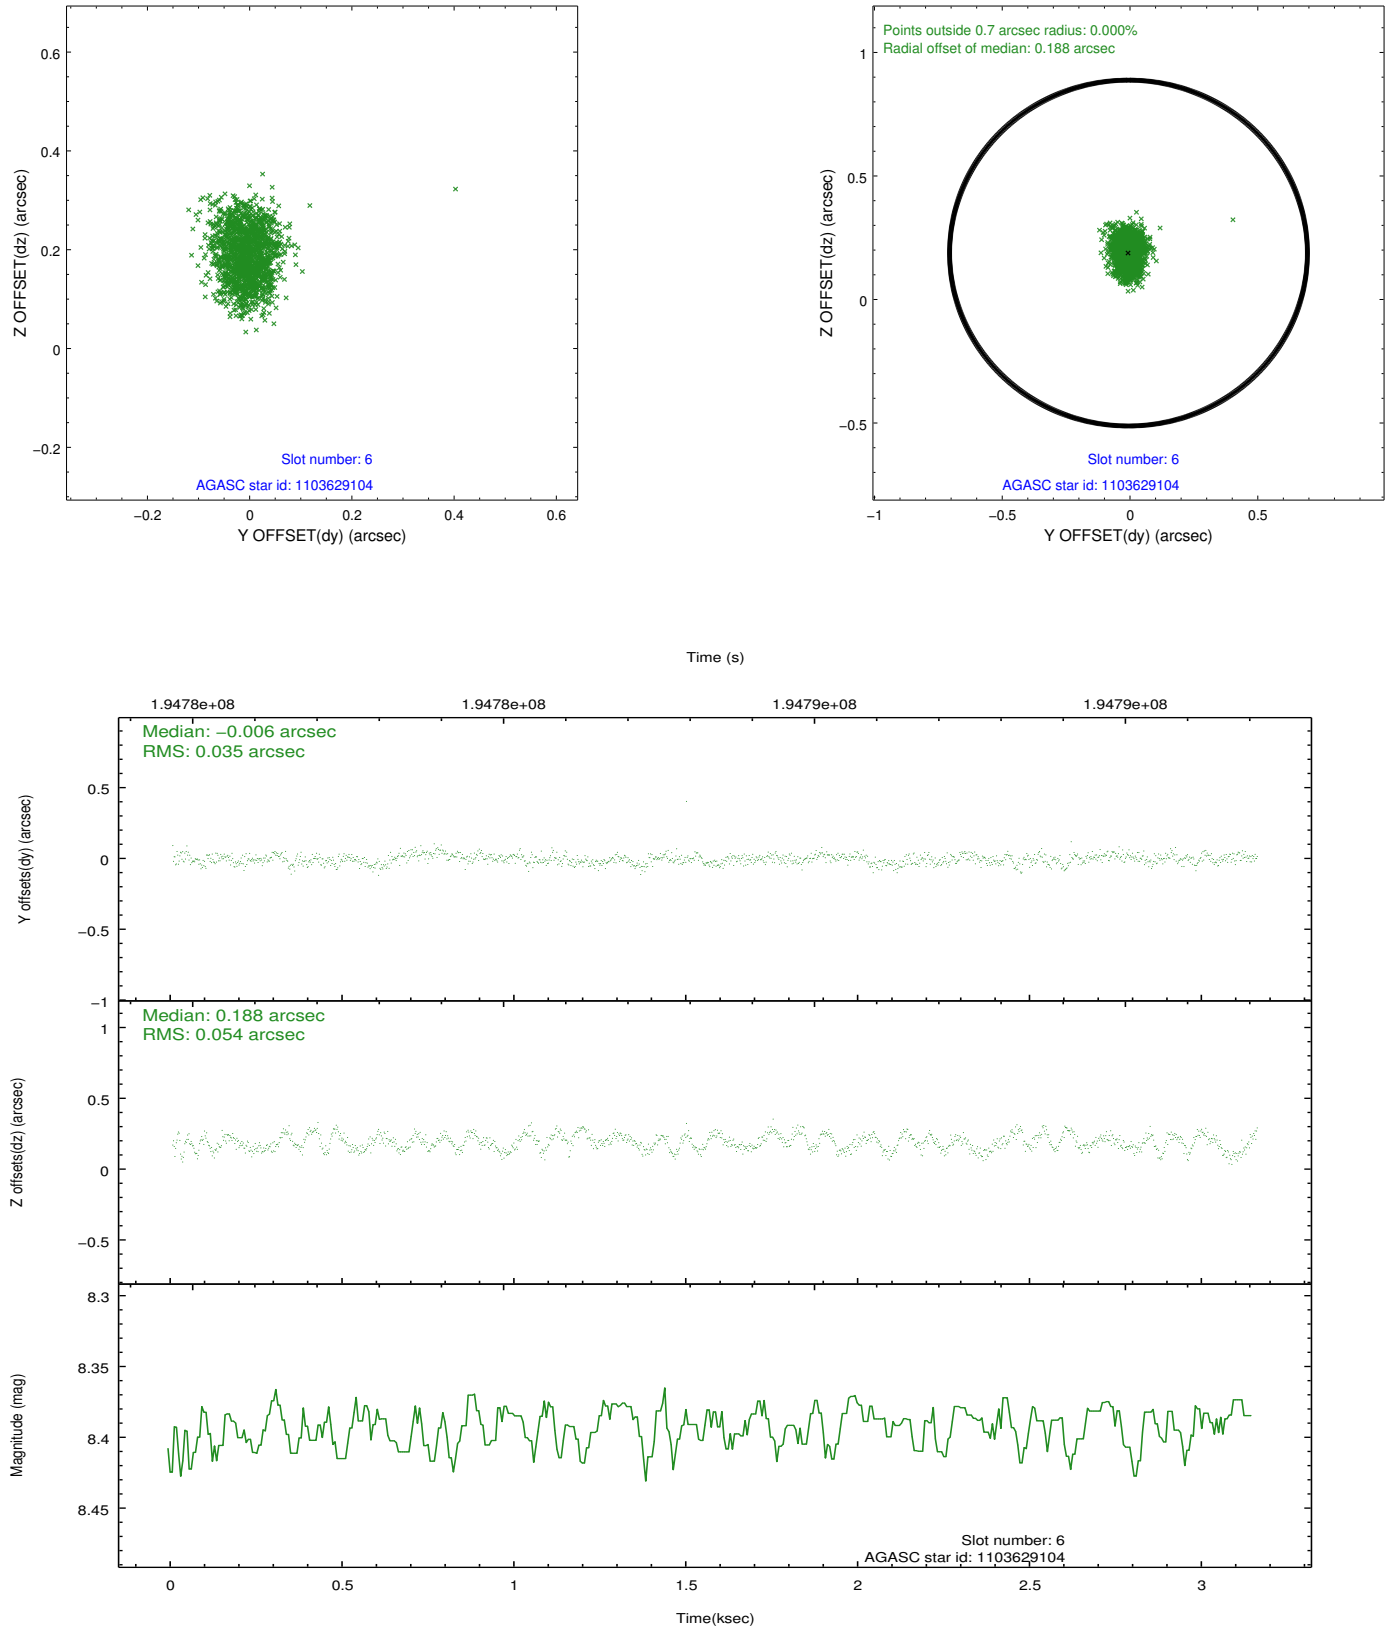 0.6
0.4
0.2
0
−0.2
Z OFFSET(dz) (arcsec)
Slot number: 6
AGASC star id: 1103629104
−0.2 0 0.2 0.4 0.6
Y OFFSET(dy) (arcsec)
Points outside 0.7 arcsec radius: 0.000%
Radial offset of median: 0.188 arcsec
1
0.5
0
−0.5
Z OFFSET(dz) (arcsec)
Slot number: 6
AGASC star id: 1103629104
−1 −0.5 0 0.5
Y OFFSET(dy) (arcsec)
Time (s)
1.9478e+08 1.9478e+08 1.9479e+08 1.9479e+08
Median: −0.006 arcsec
RMS: 0.035 arcsec
0.5
0
−0.5
−1
Y offsets(dy) (arcsec)
Median: 0.188 arcsec
RMS: 0.054 arcsec
1
0.5
0
−0.5
Z offsets(dz) (arcsec)
8.3
8.35
8.4
8.45
Magnitude (mag)
Slot number: 6
AGASC star id: 1103629104
0 0.5 1 1.5 2 2.5 3
Time(ksec)